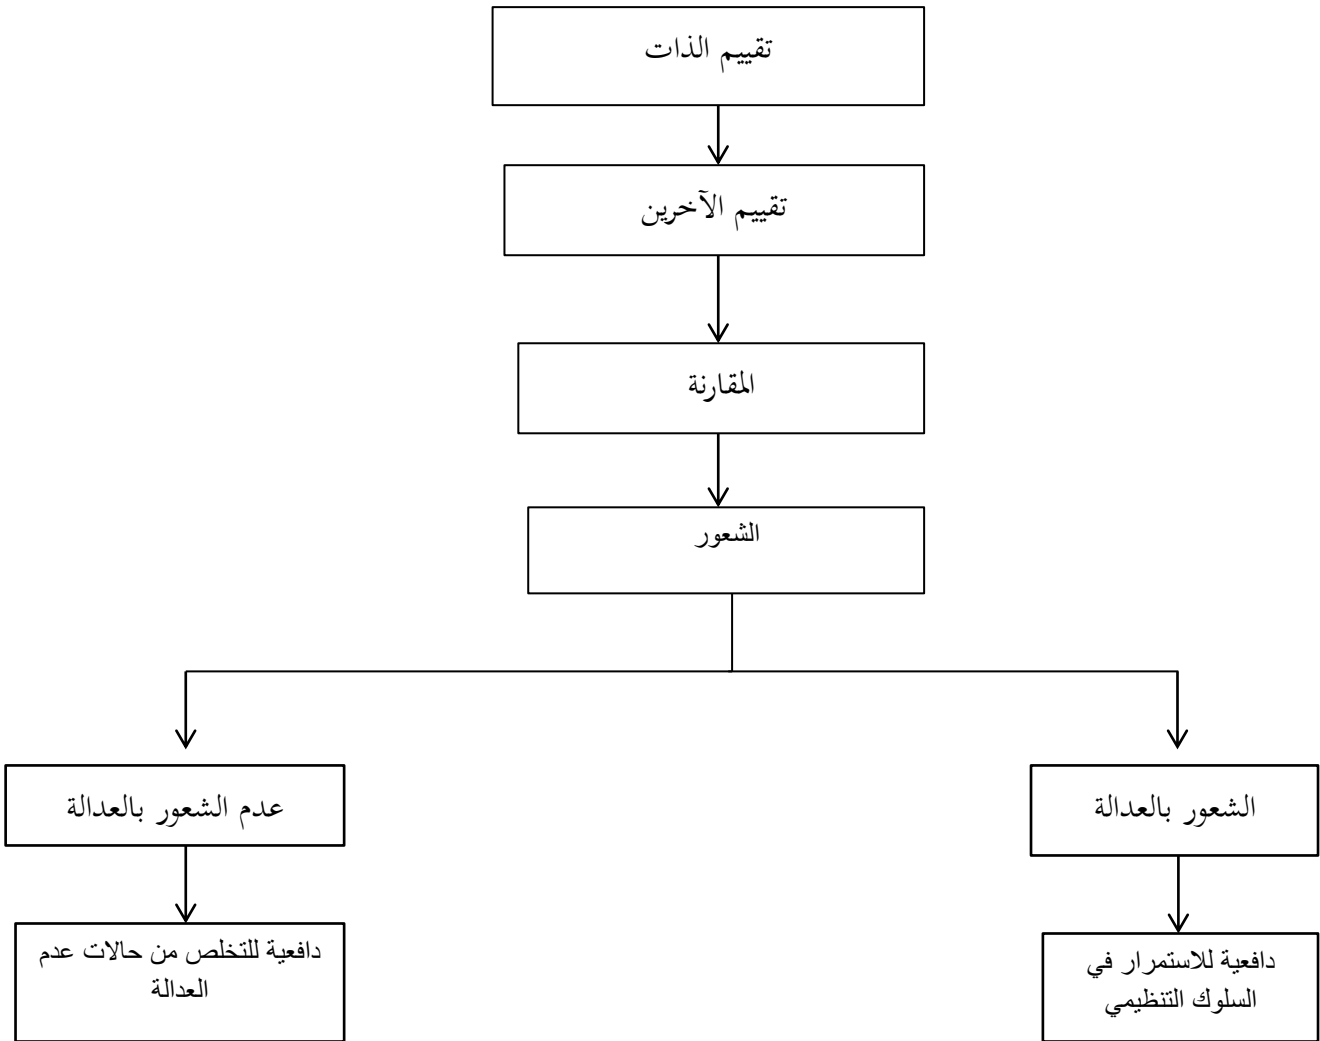 تقييم الذات
تقييم الآخرين
المقارنة
الشعور
الشعور بالعدالة
عدم الشعور بالعدالة
دافعية للاستمرار في
السلوك التنظيمي
دافعية للتخلص من حالات عدم
العدالة